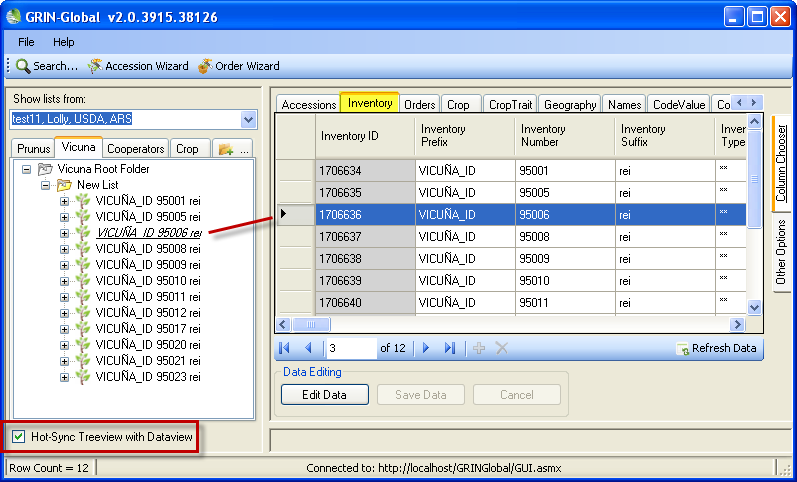 GRIN-Global v2.0.3915.38126
File Help
Search... Accession Wizard Order Wizard
Show lists from:
test11, Lolly, USDA, ARS
Prunus Vicuna Cooperators Crop ...
Vicuna Root Folder
New List
VICUÑA_ID 95001 rei
VICUÑA_ID 95005 rei
VICUÑA_ID 95006 rei
VICUÑA_ID 95008 rei
VICUÑA_ID 95009 rei
VICUÑA_ID 95010 rei
VICUÑA_ID 95011 rei
VICUÑA_ID 95012 rei
VICUÑA_ID 95017 rei
VICUÑA_ID 95020 rei
VICUÑA_ID 95021 rei
VICUÑA_ID 95023 rei
Hot-Sync Treeview with Dataview
Accessions Inventory Orders Crop CropTrait Geography Names CodeValue Co
Inventory ID Inventory Prefix Inventory Number Inventory Suffix Inver Type
1706634 VICUÑA_ID 95001 rei **
1706635 VICUÑA_ID 95005 rei **
1706636 VICUÑA_ID 95006 rei **
1706637 VICUÑA_ID 95008 rei **
1706638 VICUÑA_ID 95009 rei **
1706639 VICUÑA_ID 95010 rei **
1706640 VICUÑA_ID 95011 rei **
3 of 12 Refresh Data
Data Editing
Edit Data Save Data Cancel
Column Chooser
Other Options
Row Count = 12 Connected to: http://localhost/GRINGlobal/GUI.asmx